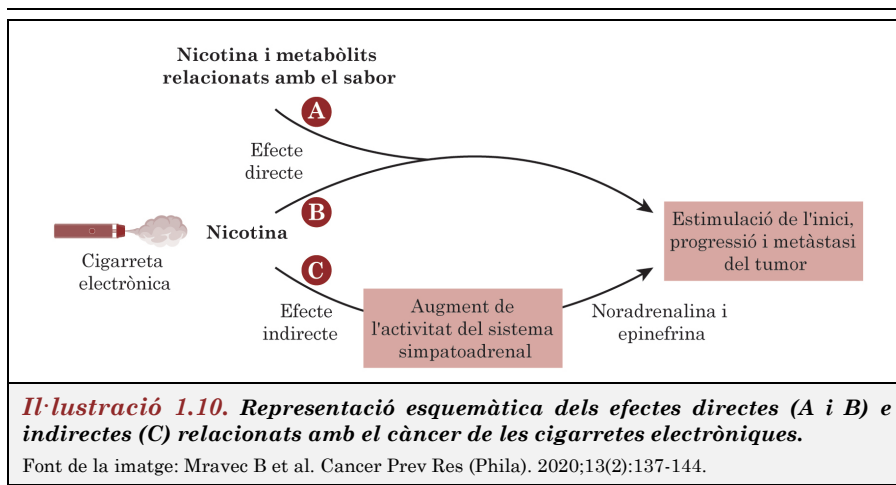 Nicotina i metabòlits
relacionats amb el sabor
A
Efecte
directe
B
Nicotina
Cigarreta
electrònica
C
Efecte
indirecte
Augment de
l'activitat del sistema
simpatoadrenal
Noradrenalina i
epinefrina
Estimulació de l'inici,
progressió i metàstasi
del tumor
Il·lustració 1.10. Representació esquemàtica dels efectes directes (A i B) e
indirectes (C) relacionats amb el càncer de les cigarretes electròniques.
Font de la imatge: Mravec B et al. Cancer Prev Res (Phila). 2020;13(2):137-144.